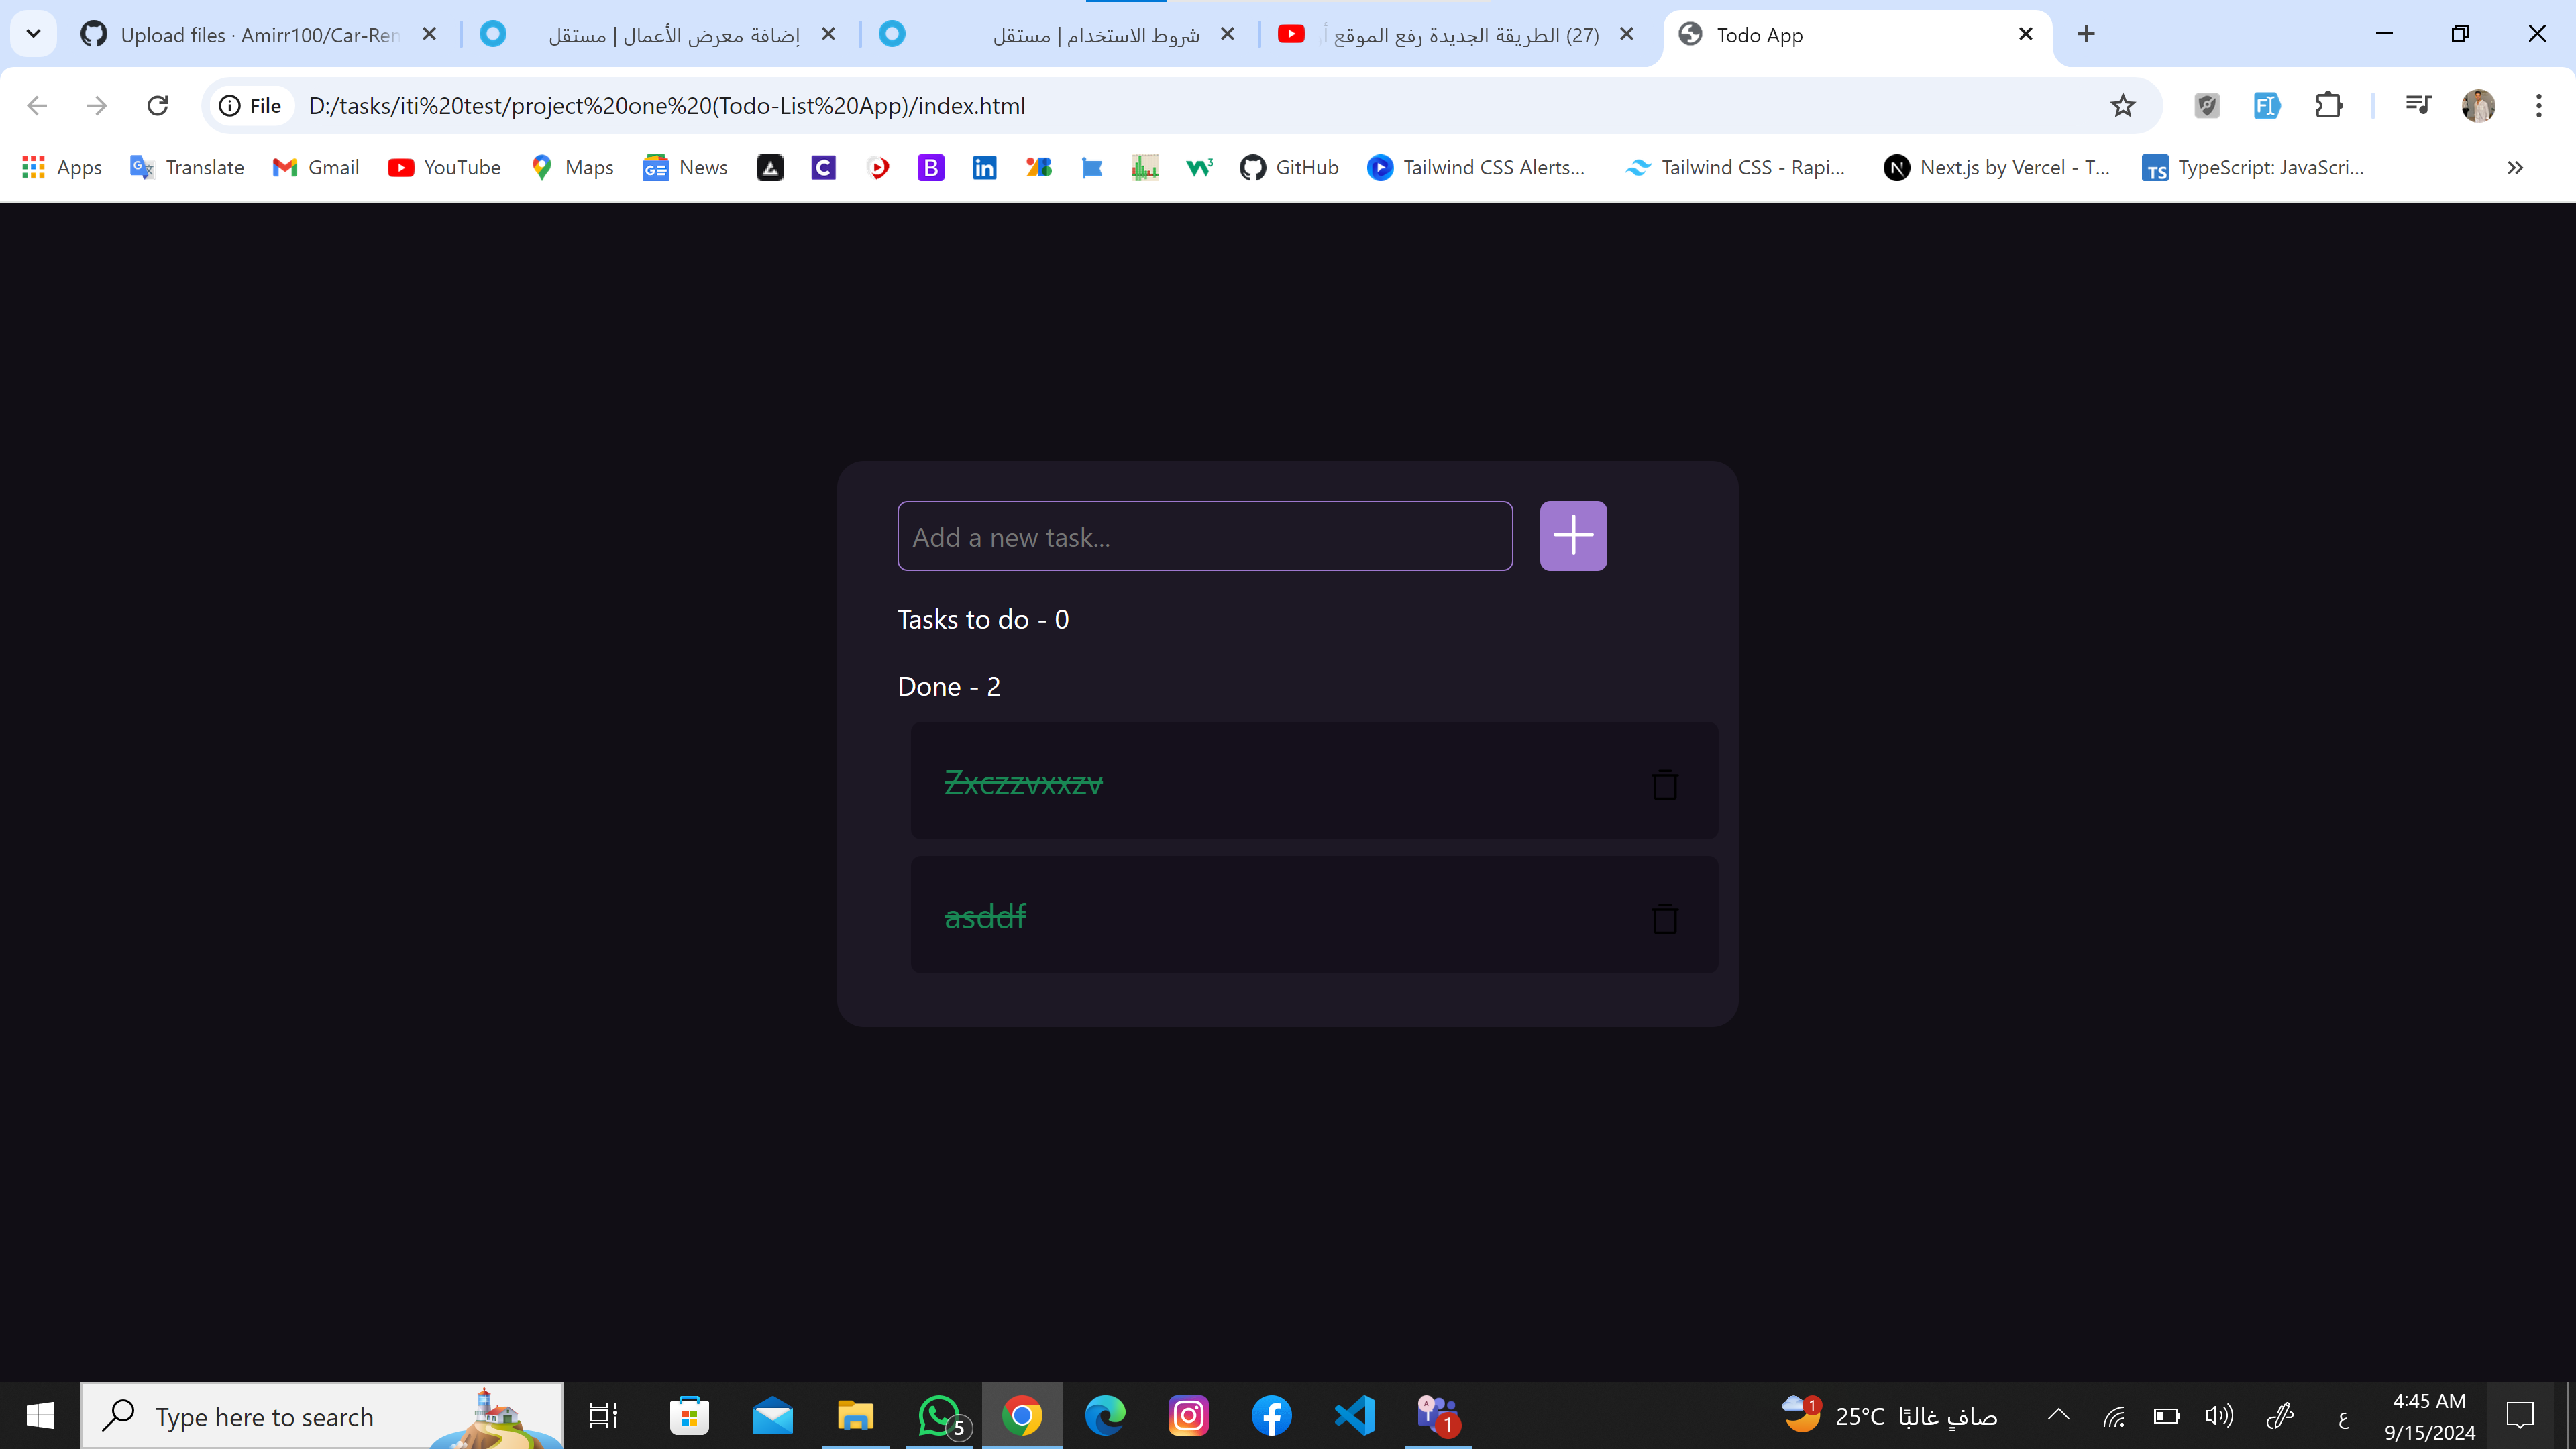 Upload files · Amirr100/Car-Ren
إضافة معرض الأعمال | مستقل
شروط الاستخدام | مستقل
(27) الطريقة الجديدة رفع الموقع أ
Todo App
File
D:/tasks/iti%20test/project%20one%20(Todo-List%20App)/index.html
Apps
Translate
Gmail
YouTube
Maps
News
GitHub
Tailwind CSS Alerts...
Tailwind CSS - Rapi...
Next.js by Vercel - T...
TypeScript: JavaScri...
Add a new task...
Tasks to do - 0
Done - 2
Zxczzvxxzv
asddf
Type here to search
5
1
1
25°C صافٍ غالبًا
ع
4:45 AM
9/15/2024